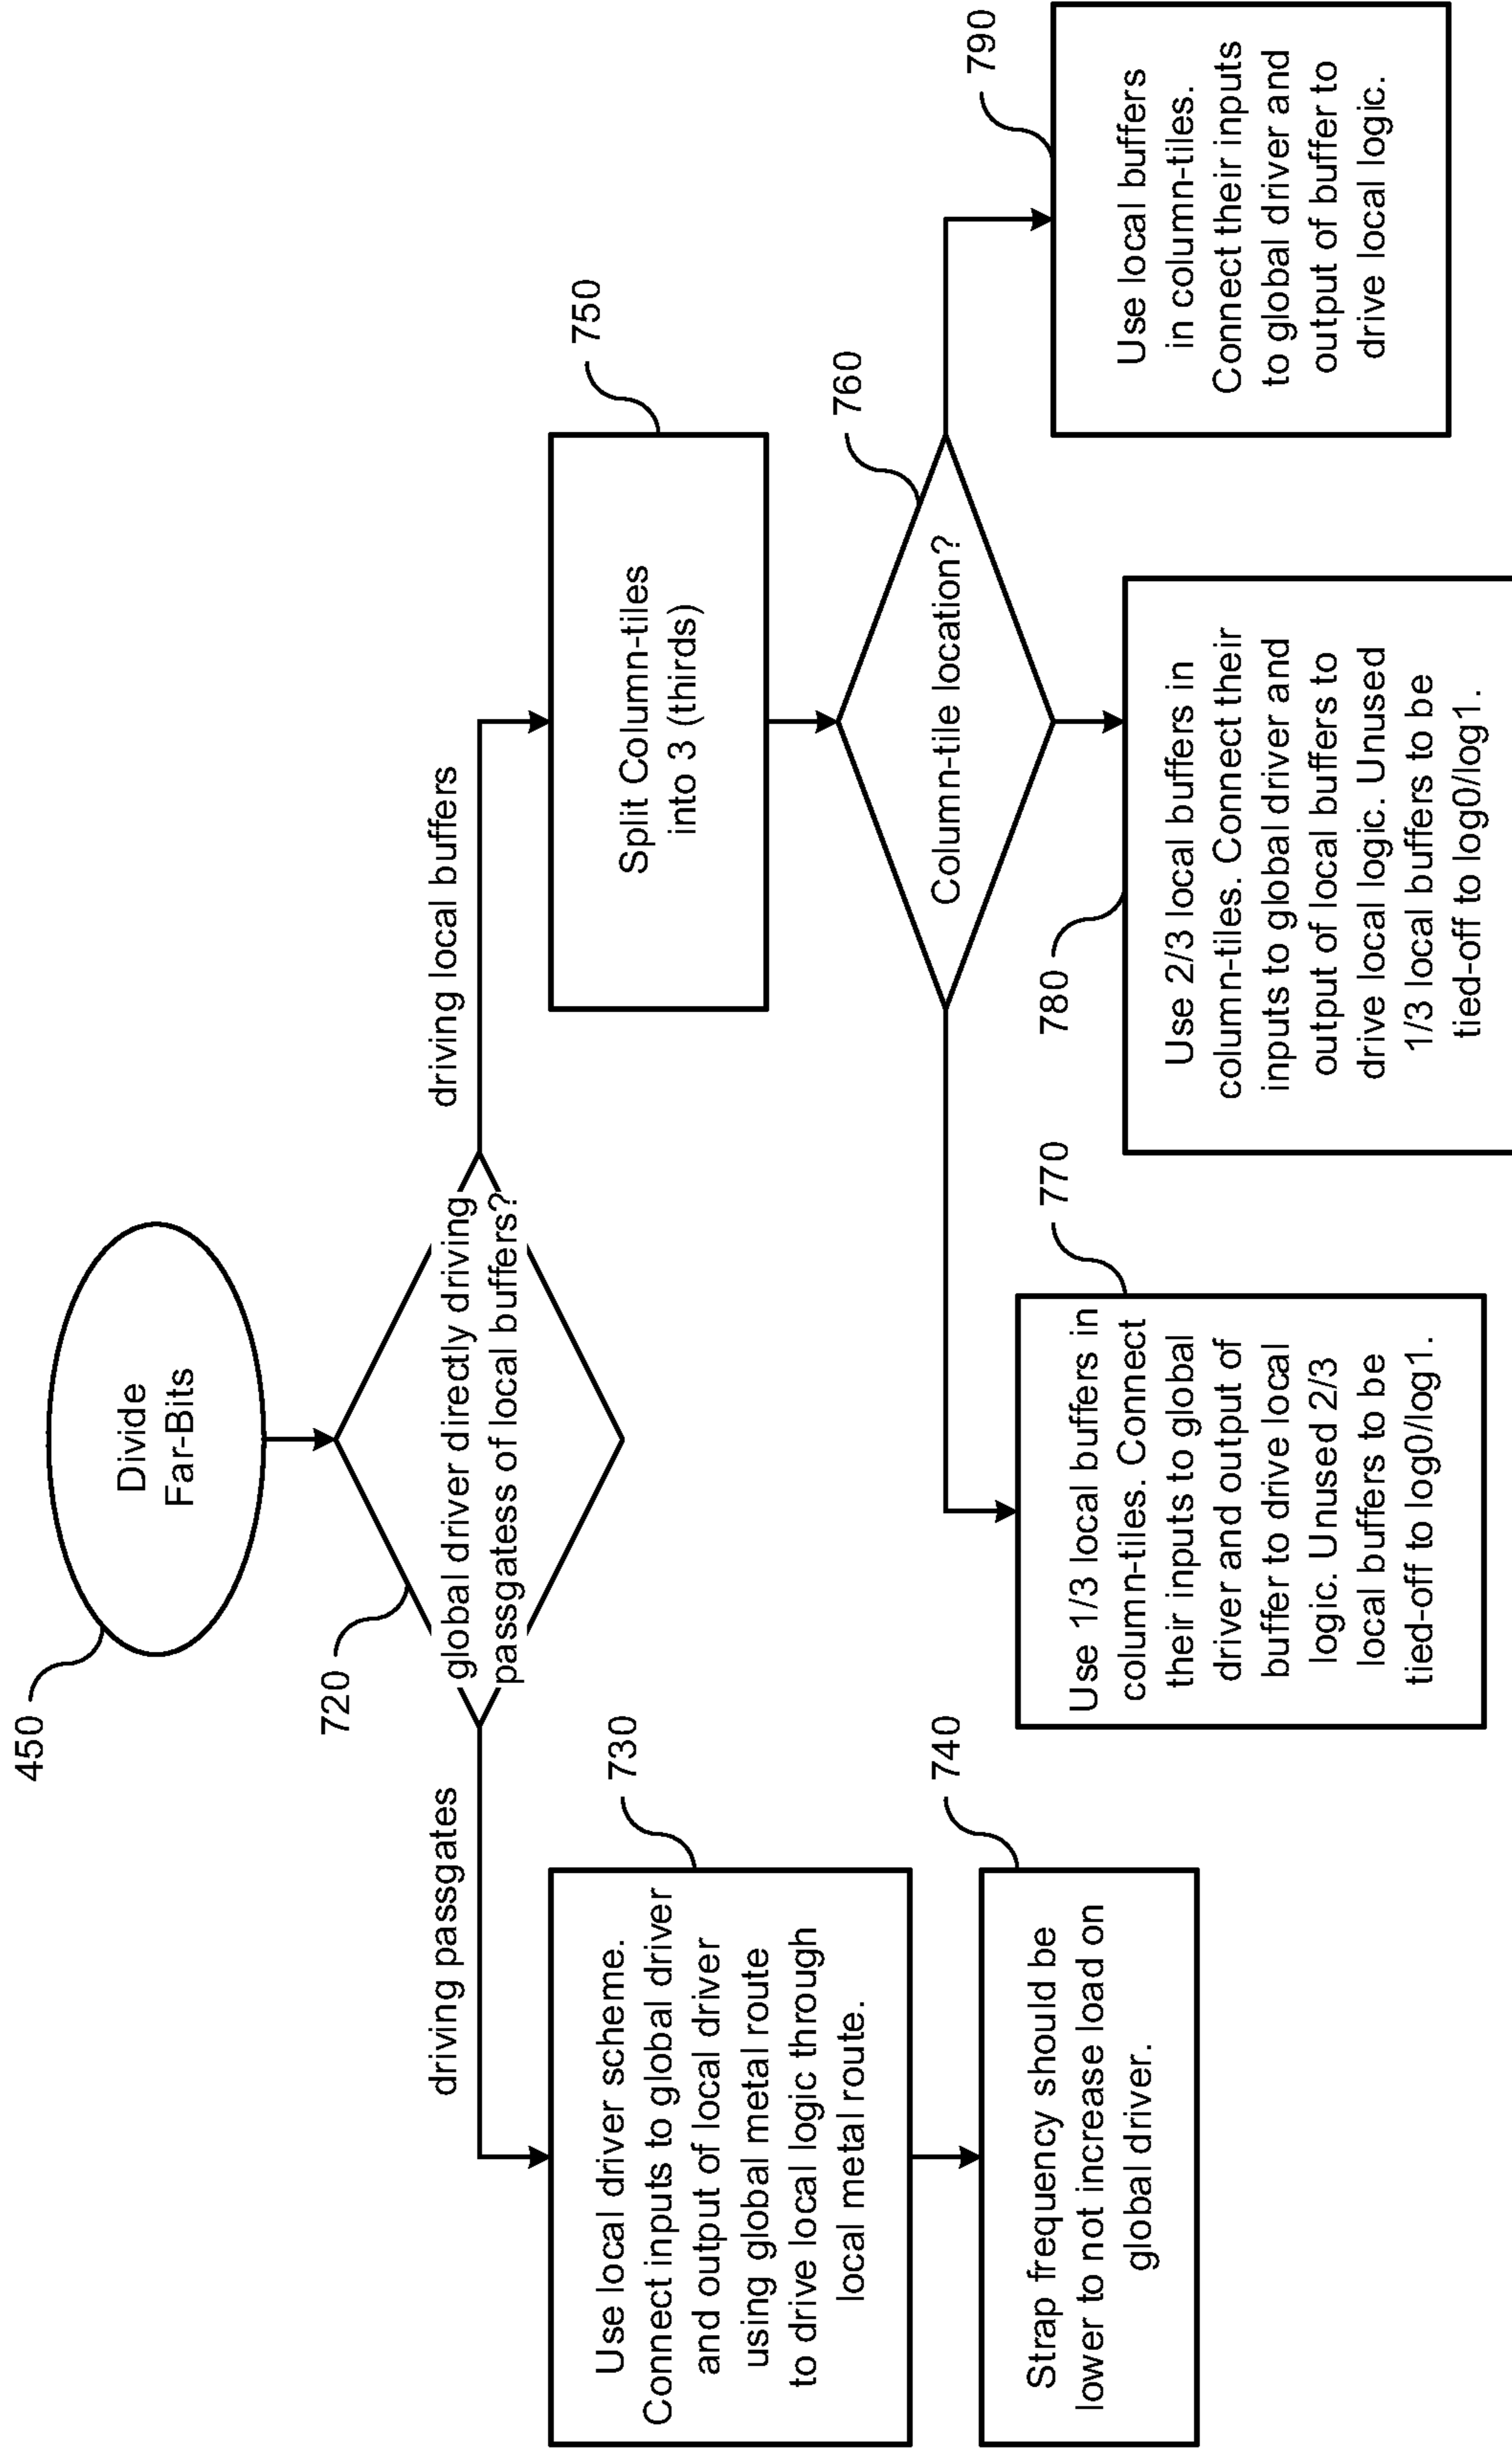 450
Divide
Far-Bits
720
global driver directly driving
passgatess of local buffers?
driving passgates
driving local buffers
730
Use local driver scheme.
Connect inputs to global driver
and output of local driver
using global metal route
to drive local logic through
local metal route.
740
Strap frequency should be
lower to not increase load on
global driver.
750
Split Column-tiles
into 3 (thirds)
760
Column-tile location?
770
Use 1/3 local buffers in
column-tiles. Connect
their inputs to global
driver and output of
buffer to drive local
logic. Unused 2/3
local buffers to be
tied-off to log0/log1.
780
Use 2/3 local buffers in
column-tiles. Connect their
inputs to global driver and
output of local buffers to
drive local logic. Unused
1/3 local buffers to be
tied-off to log0/log1.
790
Use local buffers
in column-tiles.
Connect their inputs
to global driver and
output of buffer to
drive local logic.